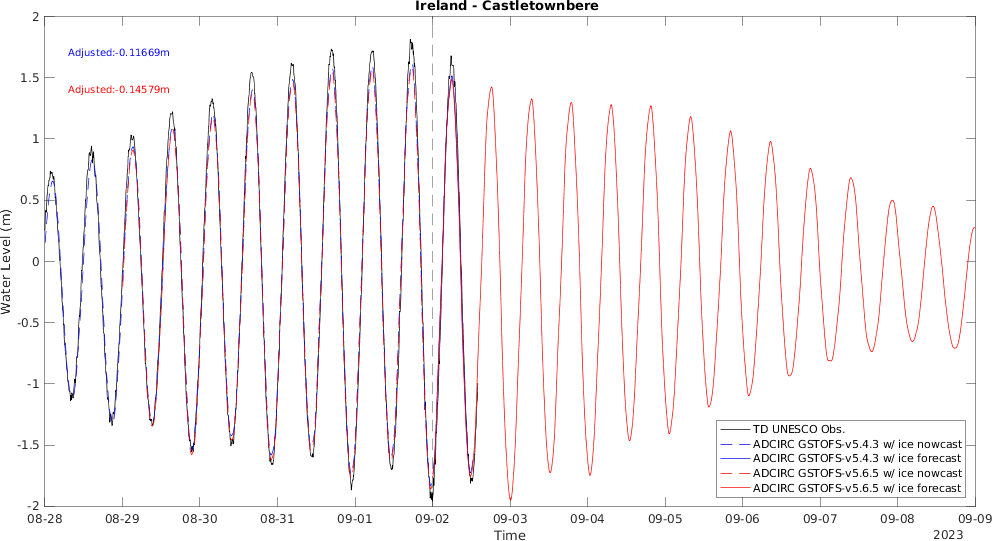 Ireland - Castletownbere
Adjusted:-0.11669m
Adjusted:-0.14579m
Water Level (m)
2
1.5
1
0.5
0
-0.5
-1
-1.5
-2
TD UNESCO Obs.
ADCIRC GSTOFS-v5.4.3 w/ ice nowcast
ADCIRC GSTOFS-v5.4.3 w/ ice forecast
ADCIRC GSTOFS-v5.6.5 w/ ice nowcast
ADCIRC GSTOFS-v5.6.5 w/ ice forecast
08-28 08-29 08-30 08-31 09-01 09-02 09-03 09-04 09-05 09-06 09-07 09-08 09-09
Time
2023